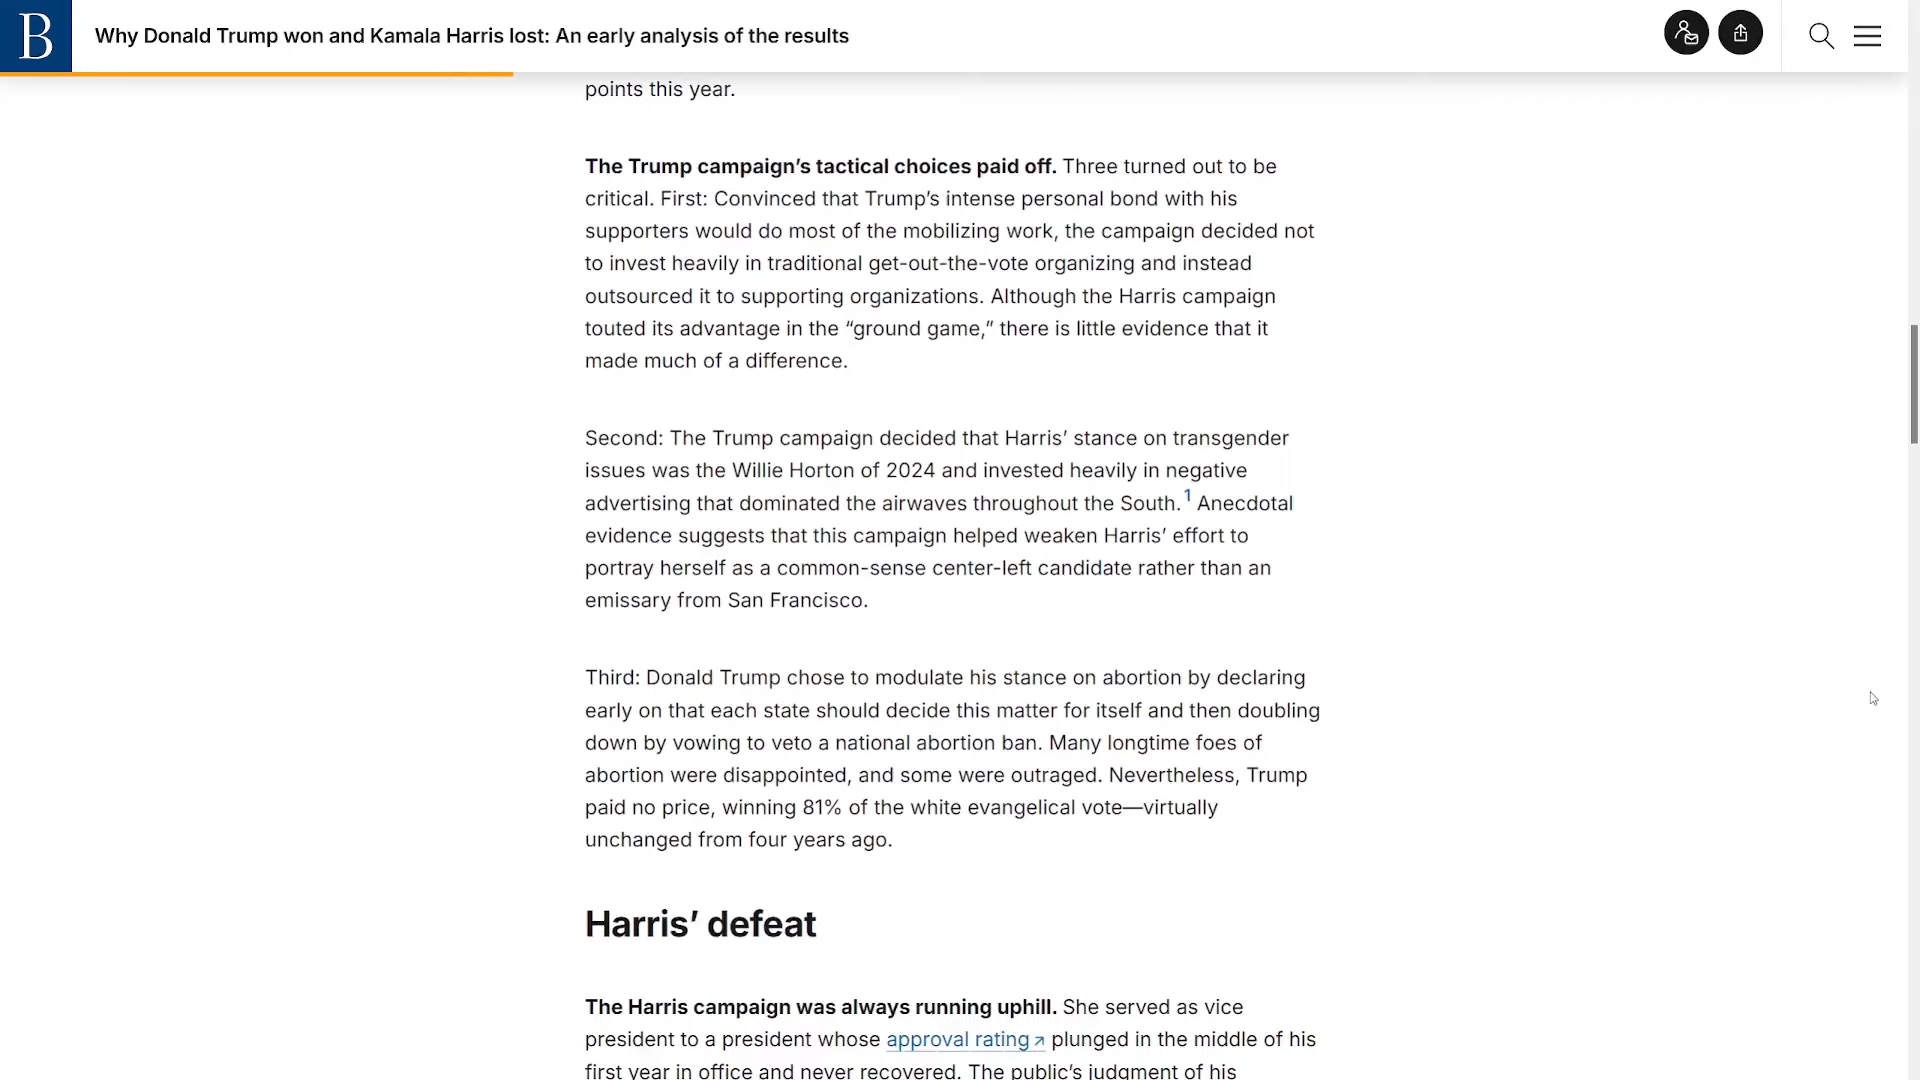 B
Why Donald Trump won and Kamala Harris lost: An early analysis of the results
points this year.
The Trump campaign’s tactical choices paid off. Three turned out to be
critical. First: Convinced that Trump’s intense personal bond with his
supporters would do most of the mobilizing work, the campaign decided not
to invest heavily in traditional get-out-the-vote organizing and instead
outsourced it to supporting organizations. Although the Harris campaign
touted its advantage in the “ground game,” there is little evidence that it
made much of a difference.
Second: The Trump campaign decided that Harris’ stance on transgender
issues was the Willie Horton of 2024 and invested heavily in negative
advertising that dominated the airwaves throughout the South.1 Anecdotal
evidence suggests that this campaign helped weaken Harris’ effort to
portray herself as a common-sense center-left candidate rather than an
emissary from San Francisco.
Third: Donald Trump chose to modulate his stance on abortion by declaring
early on that each state should decide this matter for itself and then doubling
down by vowing to veto a national abortion ban. Many longtime foes of
abortion were disappointed, and some were outraged. Nevertheless, Trump
paid no price, winning 81% of the white evangelical vote—virtually
unchanged from four years ago.
Harris’ defeat
The Harris campaign was always running uphill. She served as vice
president to a president whose approval rating plunged in the middle of his
first year in office and never recovered. The public’s judgment of his